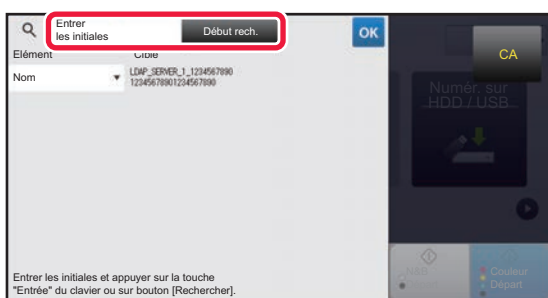 Entrer
les initiales
Début rech.
OK
CA
Elément
Cible
Nom
LDAP_SERVER_1_1234567890
12345678901234567890
Numér. sur
HDD / USB
Entrer les initiales et appuyer sur la touche
"Entrée" du clavier ou sur bouton [Rechercher].
Couleur
Départ